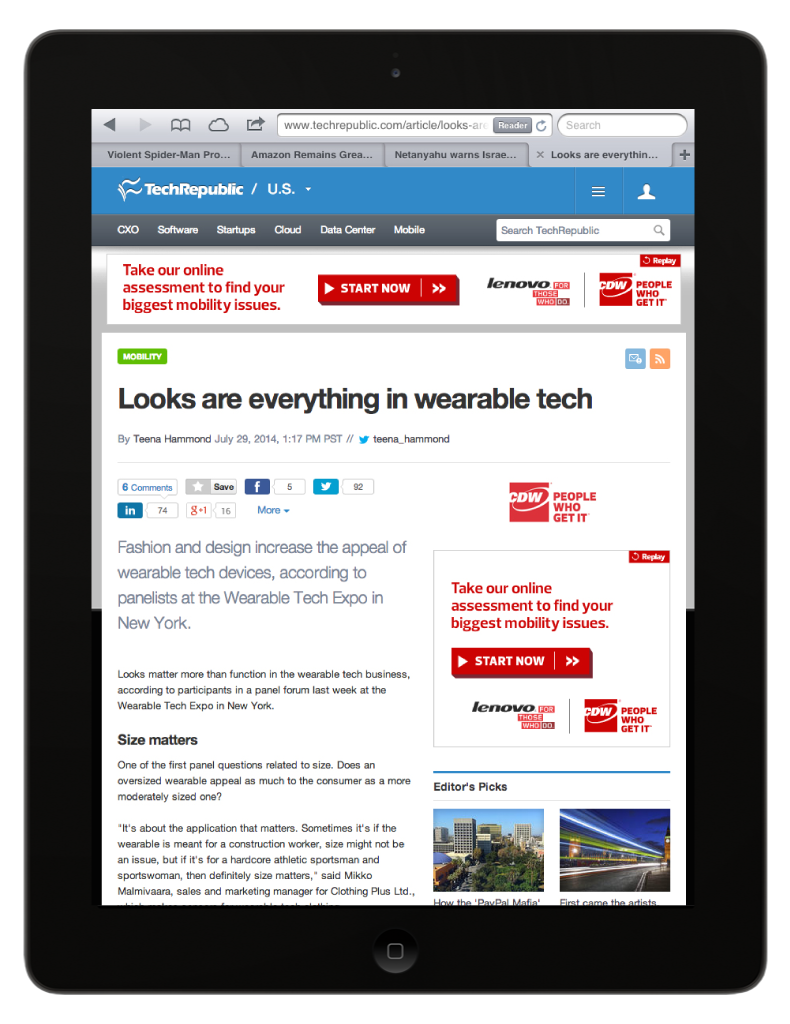 www.techrepublic.com/article/looks-are
Reader
Search
Violent Spider-Man Pro...
Amazon Remains Grea...
Netanyahu warns Israe...
Looks are everythin...
TechRepublic / U.S.
CXO Software Startups Cloud Data Center Mobile
Search TechRepublic
Replay
Take our online
assessment to find your
biggest mobility issues.
START NOW
lenovo FOR
THOSE
WHO DO.
CDW PEOPLE
WHO
GET IT
MOBILITY
Looks are everything in wearable tech
By Teena Hammond July 29, 2014, 1:17 PM PST // teena_hammond
6 Comments Save f 5 92
in 74 g+1 16 More
CDW PEOPLE
WHO
GET IT
Fashion and design increase the appeal of
wearable tech devices, according to
panelists at the Wearable Tech Expo in
New York.
Looks matter more than function in the wearable tech business,
according to participants in a panel forum last week at the
Wearable Tech Expo in New York.
Size matters
One of the first panel questions related to size. Does an
oversized wearable appeal as much to the consumer as a more
moderately sized one?
"It's about the application that matters. Sometimes it's if the
wearable is meant for a construction worker, size might not be
an issue, but if it's for a hardcore athletic sportsman and
sportswoman, then definitely size matters," said Mikko
Malmivaara, sales and marketing manager for Clothing Plus Ltd.,
Replay
Take our online
assessment to find your
biggest mobility issues.
START NOW
lenovo FOR
THOSE
WHO DO.
CDW PEOPLE
WHO
GET IT
Editor's Picks
How the 'PayPal Mafia'
First came the artists